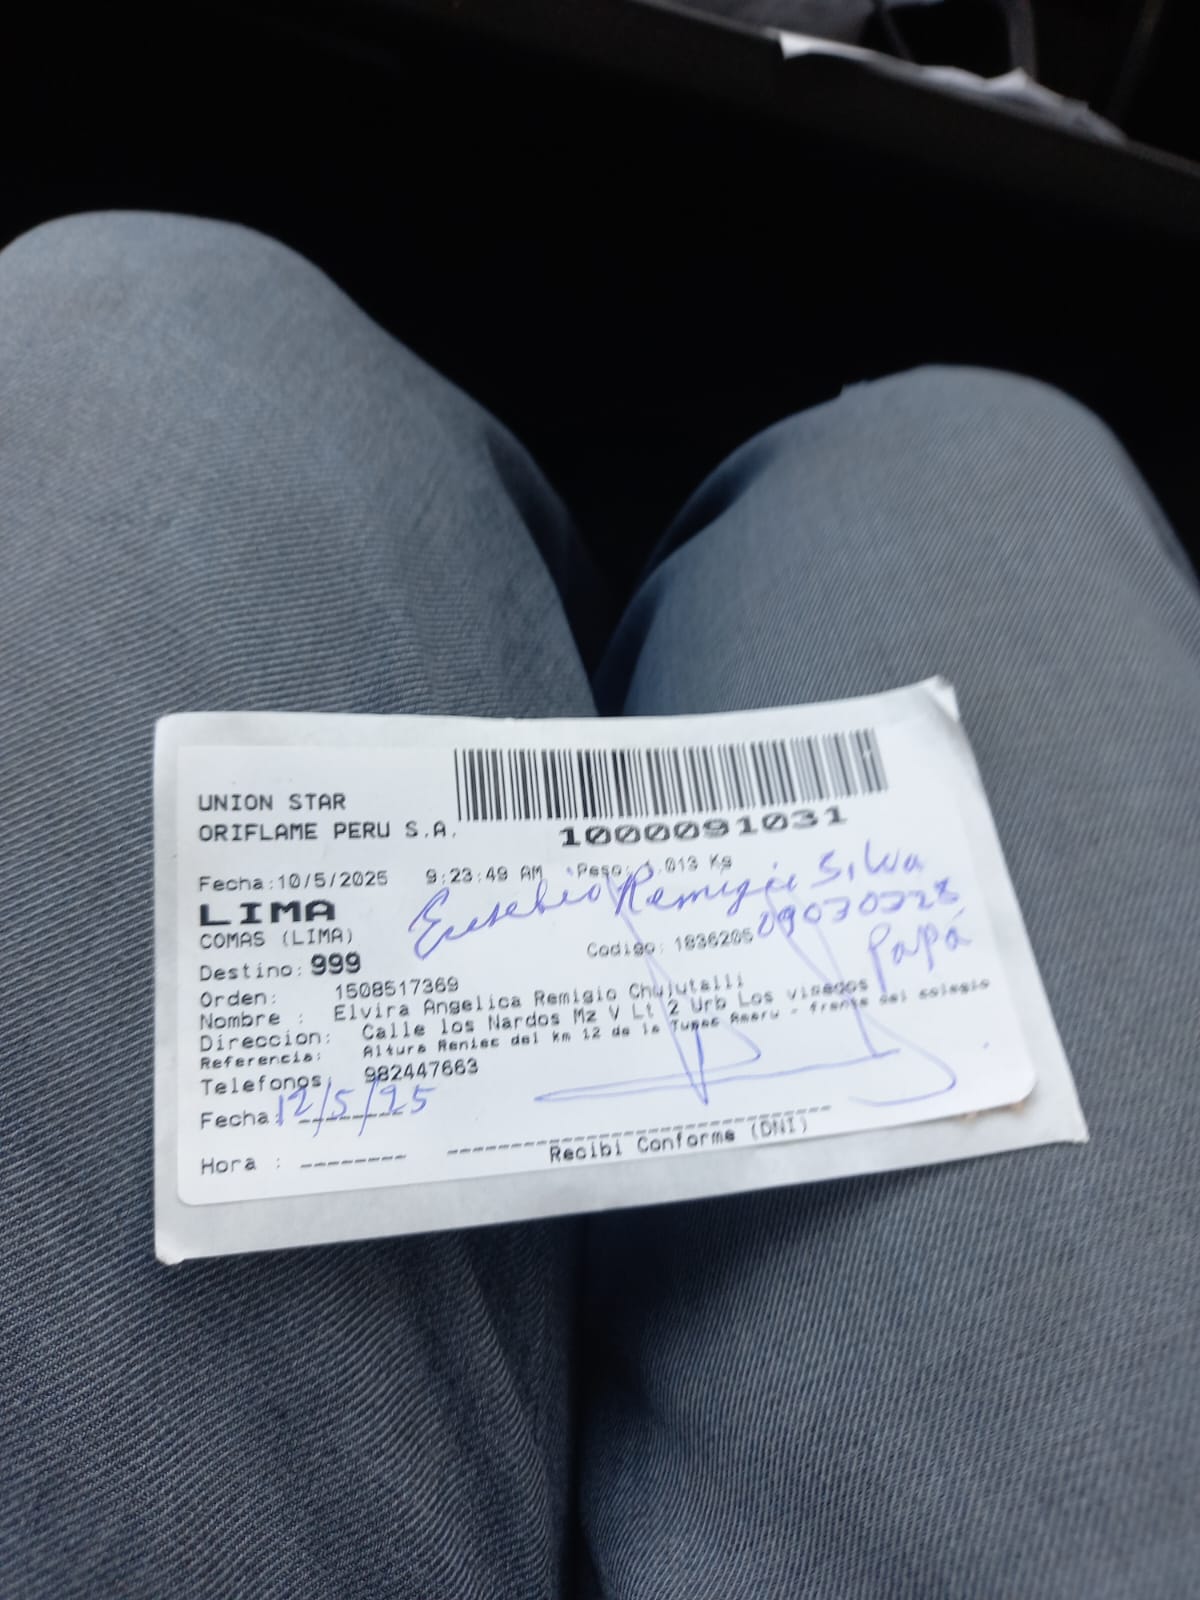 UNION STAR
ORIFLAME PERU S.A.
1000091031
Fecha:10/5/2025 9:23:49 AM Peso: .013 Kg
Eusebio Remigio Silva
LIMA
COMAS (LIMA)
Codigo: 1836205
09030328
Papá
Destino: 999
Orden: 1508517369
Nombre : Elvira Angelica Remigio Chujutalli
Direccion: Calle los Nardos Mz V Lt 2 Urb Los viñedos
Referencia: Altura Reniec del km 12 de la Tupac Amaru - frente del colegio
Telefonos 982447663
Fecha: 12/5/25
Hora : --------
Recibi Conforme (DNI)